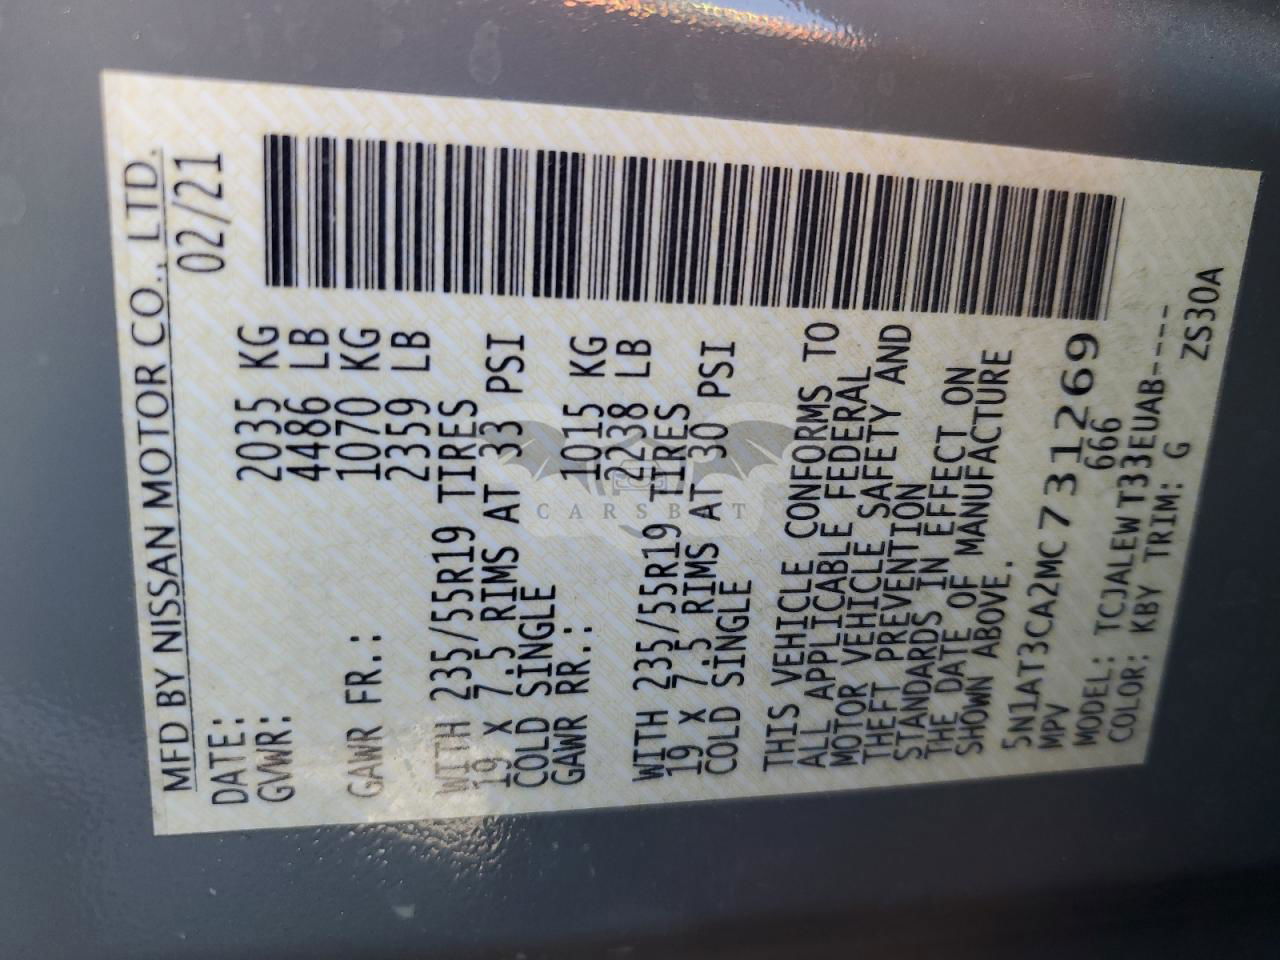 MFD BY NISSAN MOTOR CO., LTD.
DATE: 02/21
GVWR: 2035 KG
4486 LB
GAWR FR.: 1070 KG
2359 LB
WITH 235/55R19 TIRES
19 X 7.5 RIMS AT 33 PSI
COLD SINGLE
GAWR RR.: 1015 KG
2238 LB
WITH 235/55R19 TIRES
19 X 7.5 RIMS AT 30 PSI
COLD SINGLE
THIS VEHICLE CONFORMS TO
ALL APPLICABLE FEDERAL
MOTOR VEHICLE SAFETY AND
THEFT PREVENTION
STANDARDS IN EFFECT ON
THE DATE OF MANUFACTURE
SHOWN ABOVE.
5N1AT3CA2MC731269
MPV 666
MODEL: TCJALEWT33EUAB----
COLOR: KBY TRIM: G
ZS30A
CARSBAT